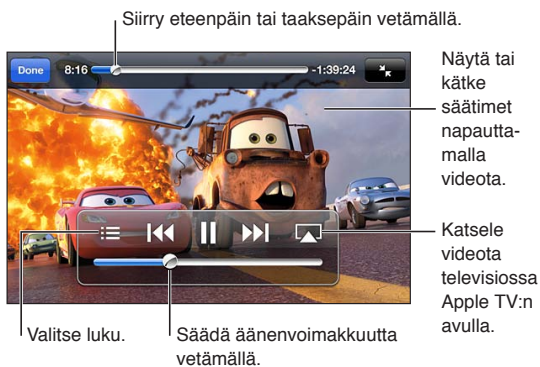 Siirry eteenpäin tai taaksepäin vetämällä.
Done 8:16 -1:39:24
Näytä tai
kätke
säätimet
napautta-
malla
videota.
Katsele
videota
televisiossa
Apple TV:n
avulla.
Valitse luku.
Säädä äänenvoimakkuutta
vetämällä.